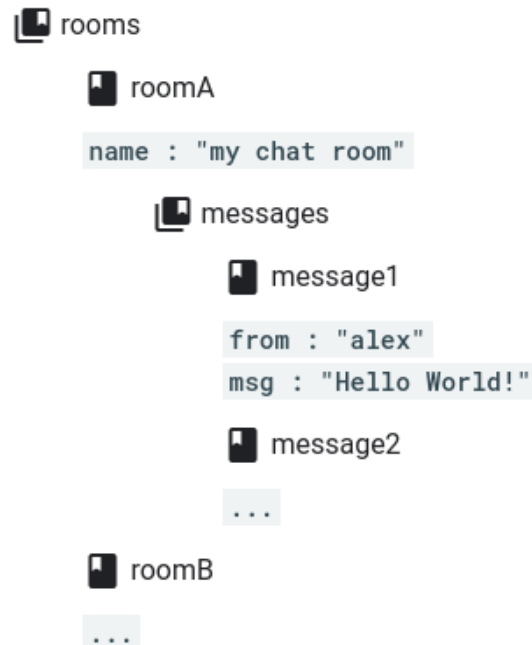 rooms
roomA
name : "my chat room"
messages
message1
from : "alex"
msg : "Hello World!"
message2
...
roomB
...